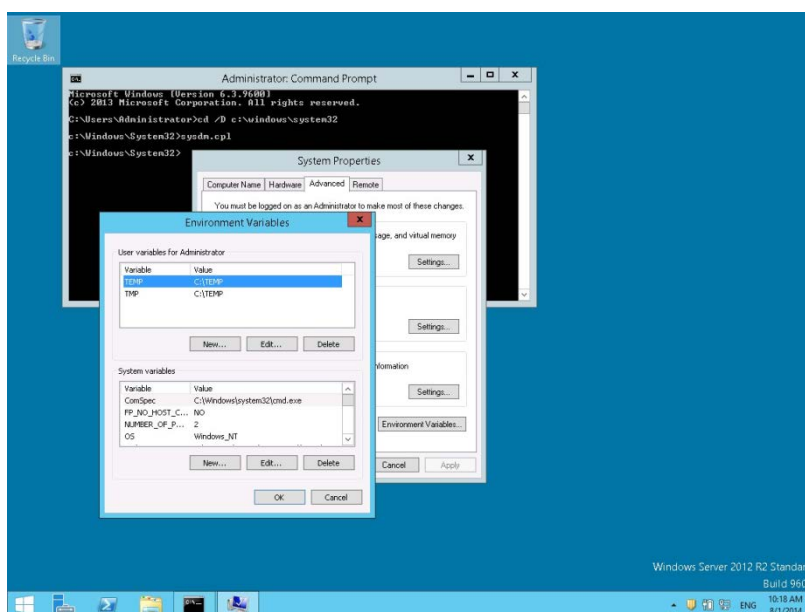 Recycle Bin
Administrator: Command Prompt
Microsoft Windows [Version 6.3.9600]
(c) 2013 Microsoft Corporation. All rights reserved.
C:\Users\Administrator>cd /D c:\windows\system32
c:\Windows\System32>sysdm.cpl
c:\Windows\System32>
System Properties
Computer Name Hardware Advanced Remote
You must be logged on as an Administrator to make most of these changes.
sage, and virtual memory
Settings...
Settings...
nformation
Settings...
Environment Variables...
Cancel Apply
Environment Variables
User variables for Administrator
Variable Value
TEMP C:\TEMP
TMP C:\TEMP
New... Edit... Delete
System variables
Variable Value
ComSpec C:\Windows\system32\cmd.exe
FP_NO_HOST_C... NO
NUMBER_OF_P... 2
OS Windows_NT
New... Edit... Delete
OK Cancel
Windows Server 2012 R2 Standar
Build 960
ENG 10:18 AM
8/1/2014